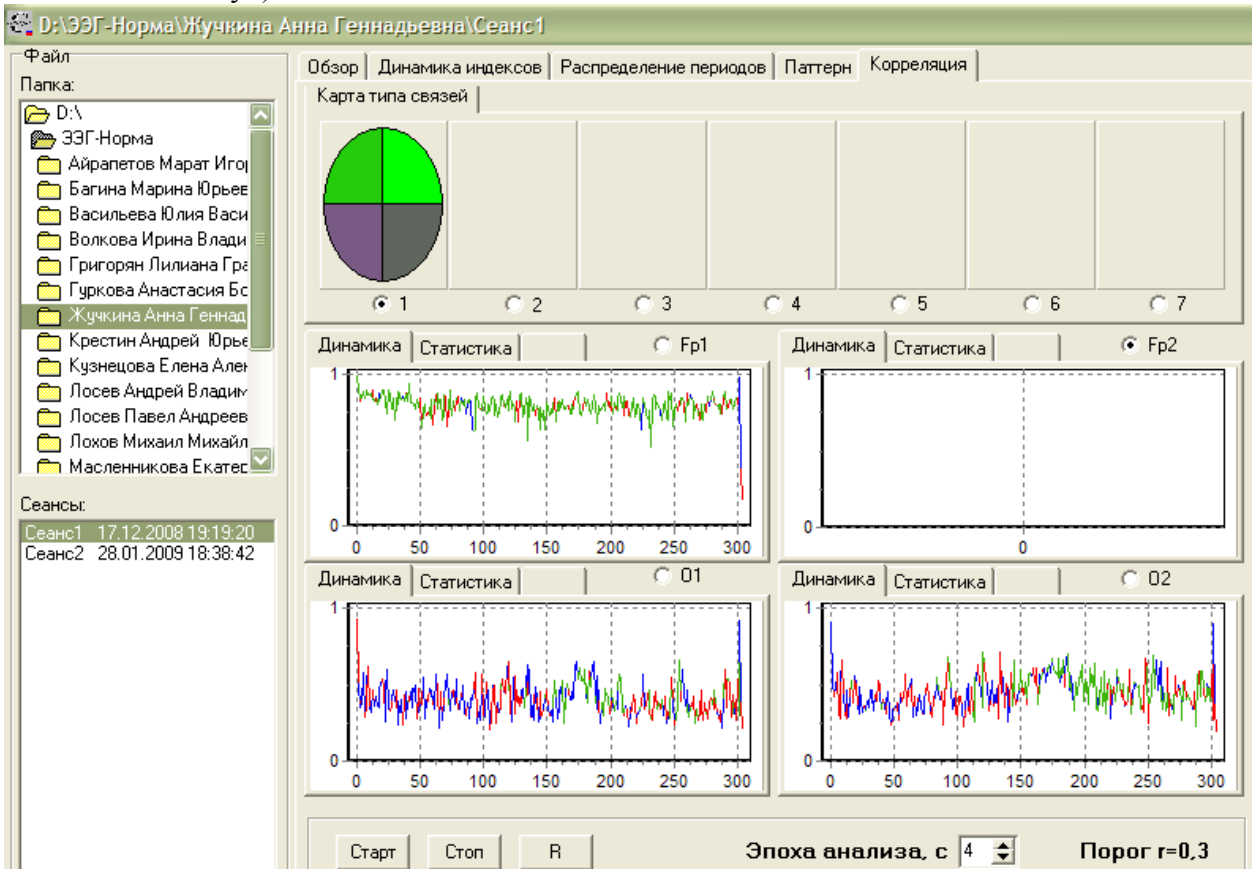 D:\ЭЭГ-Норма\Жучкина Анна Геннадьевна\Сеанс1
Файл
Папка:
D:\
ЭЭГ-Норма
Айрапетов Марат Иго
Багина Марина Юрьев
Васильева Юлия Васи
Волкова Ирина Влади
Григорян Лилиана Гра
Гуркова Анастасия Бо
Жучкина Анна Геннад
Крестин Андрей Юрье
Кузнецова Елена Алек
Лосев Андрей Владим
Лосев Павел Андреев
Лохов Михаил Михайл
Масленникова Екатер
Сеансы:
Сеанс1 17.12.2008 19:19:20
Сеанс2 28.01.2009 18:38:42
Обзор Динамика индексов Распределение периодов Паттерн Корреляция
Карта типа связей
1 2 3 4 5 6 7
Динамика Статистика Fp1
1
0
0 50 100 150 200 250 300
Динамика Статистика Fp2
1
0
0
Динамика Статистика O1
1
0
0 50 100 150 200 250 300
Динамика Статистика O2
1
0
0 50 100 150 200 250 300
Старт Стоп R Эпоха анализа, с 4 Порог r=0,3